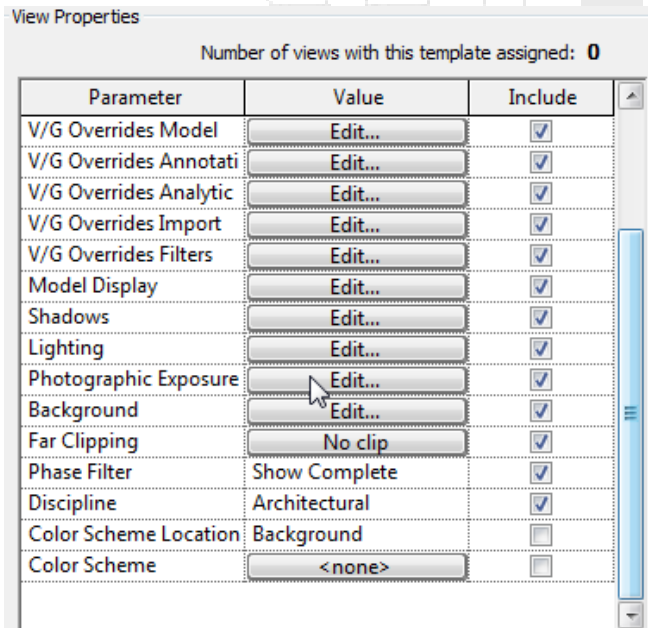 View Properties
Number of views with this template assigned: 0
Parameter Value Include
V/G Overrides Model Edit...
V/G Overrides Annotati Edit...
V/G Overrides Analytic Edit...
V/G Overrides Import Edit...
V/G Overrides Filters Edit...
Model Display Edit...
Shadows Edit...
Lighting Edit...
Photographic Exposure Edit...
Background Edit...
Far Clipping No clip
Phase Filter Show Complete
Discipline Architectural
Color Scheme Location Background
Color Scheme <none>